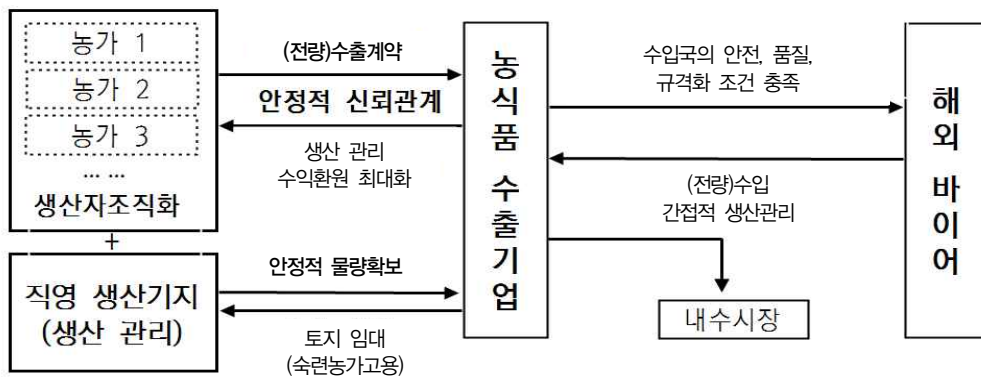 농가 1
농가 2
농가 3
... ...
생산자조직화
+
직영 생산기지
(생산 관리)
(전량)수출계약
안정적 신뢰관계
생산 관리
수익환원 최대화
안정적 물량확보
토지 임대
(숙련농가고용)
농식품 수출기업
수입국의 안전, 품질,
규격화 조건 충족
(전량)수입
간접적 생산관리
내수시장
해외 바이어